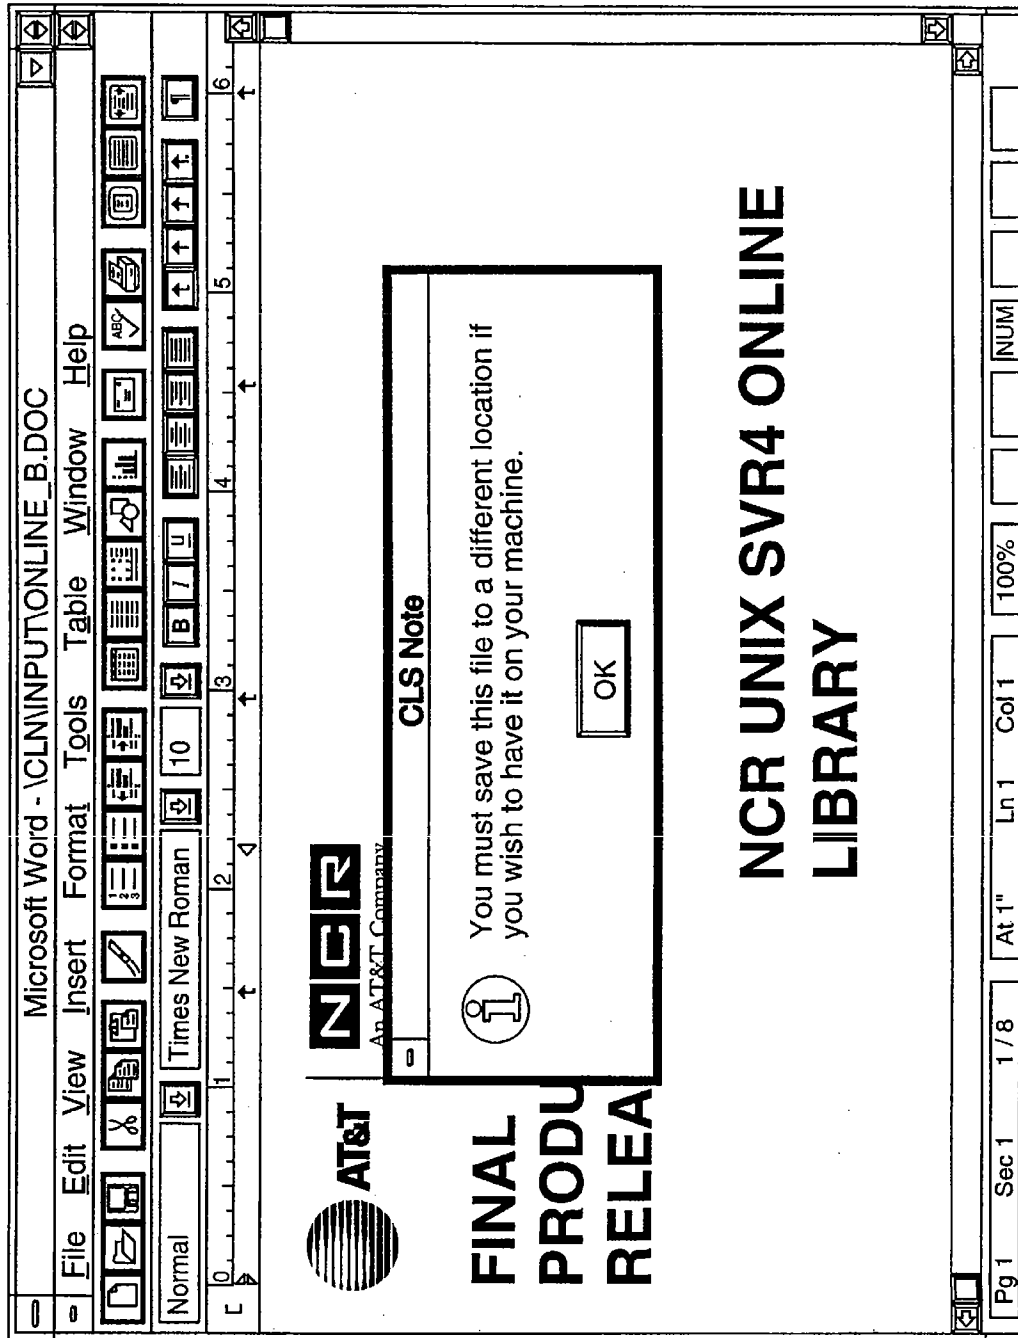 Microsoft Word - \CLN\INPUT\ONLINE_B.DOC
File Edit View Insert Format Tools Table Window Help
ABC
Normal Times New Roman 10 B I u ¶
0 1 2 3 4 5 6
AT&T NCR
An AT&T Company
CLS Note
i
You must save this file to a different location if
you wish to have it on your machine.
OK
FINAL
PRODU
RELEA
NCR UNIX SVR4 ONLINE
LIBRARY
Pg 1 Sec 1 1 / 8 At 1" Ln 1 Col 1 100% NUM